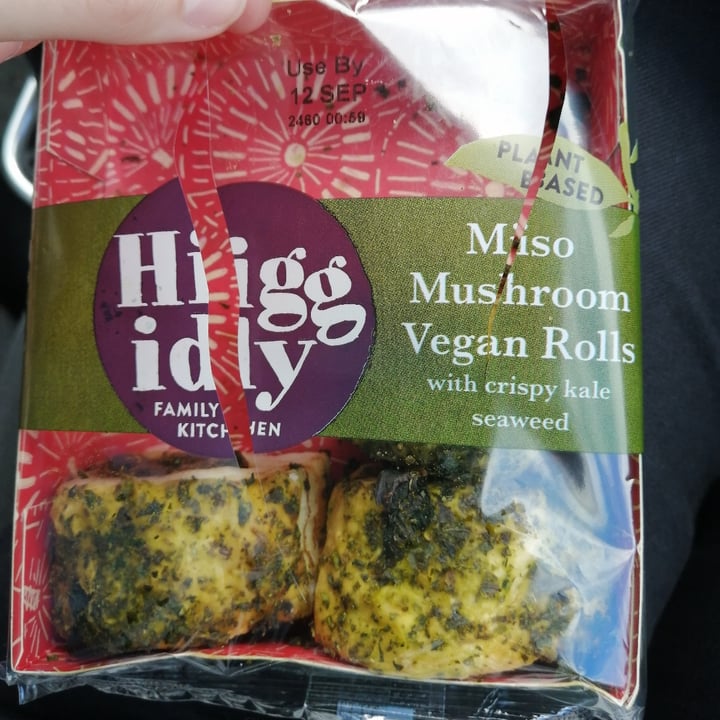 Use By
12 SEP
2460 00:59
PLANT
BASED
Higg
idly
FAMILY
KITCHEN
Miso
Mushroom
Vegan Rolls
with crispy kale
seaweed